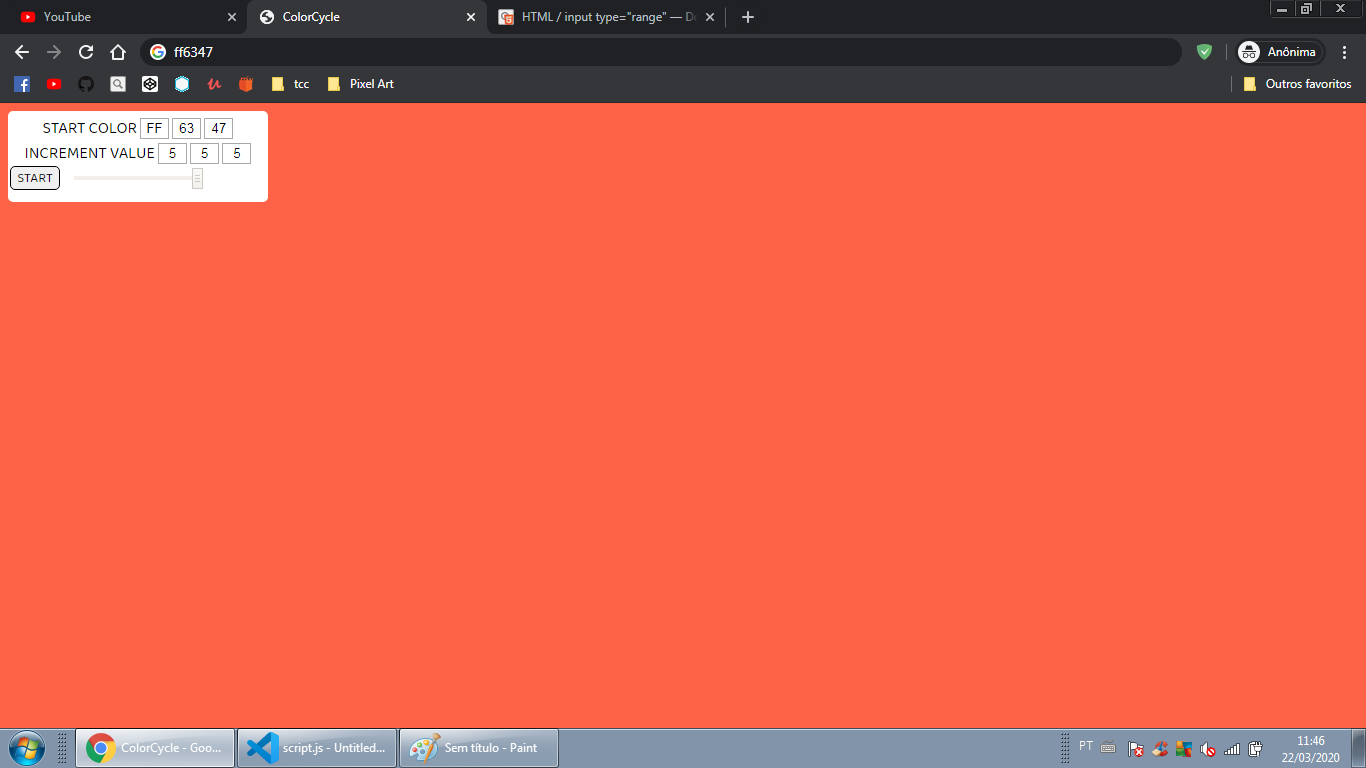 YouTube
ColorCycle
HTML / input type="range" — D
ff6347
Anônima
tcc
Pixel Art
Outros favoritos
START COLOR FF 63 47
INCREMENT VALUE 5 5 5
START
ColorCycle - Goo...
script.js - Untitled...
Sem título - Paint
PT
11:46
22/03/2020